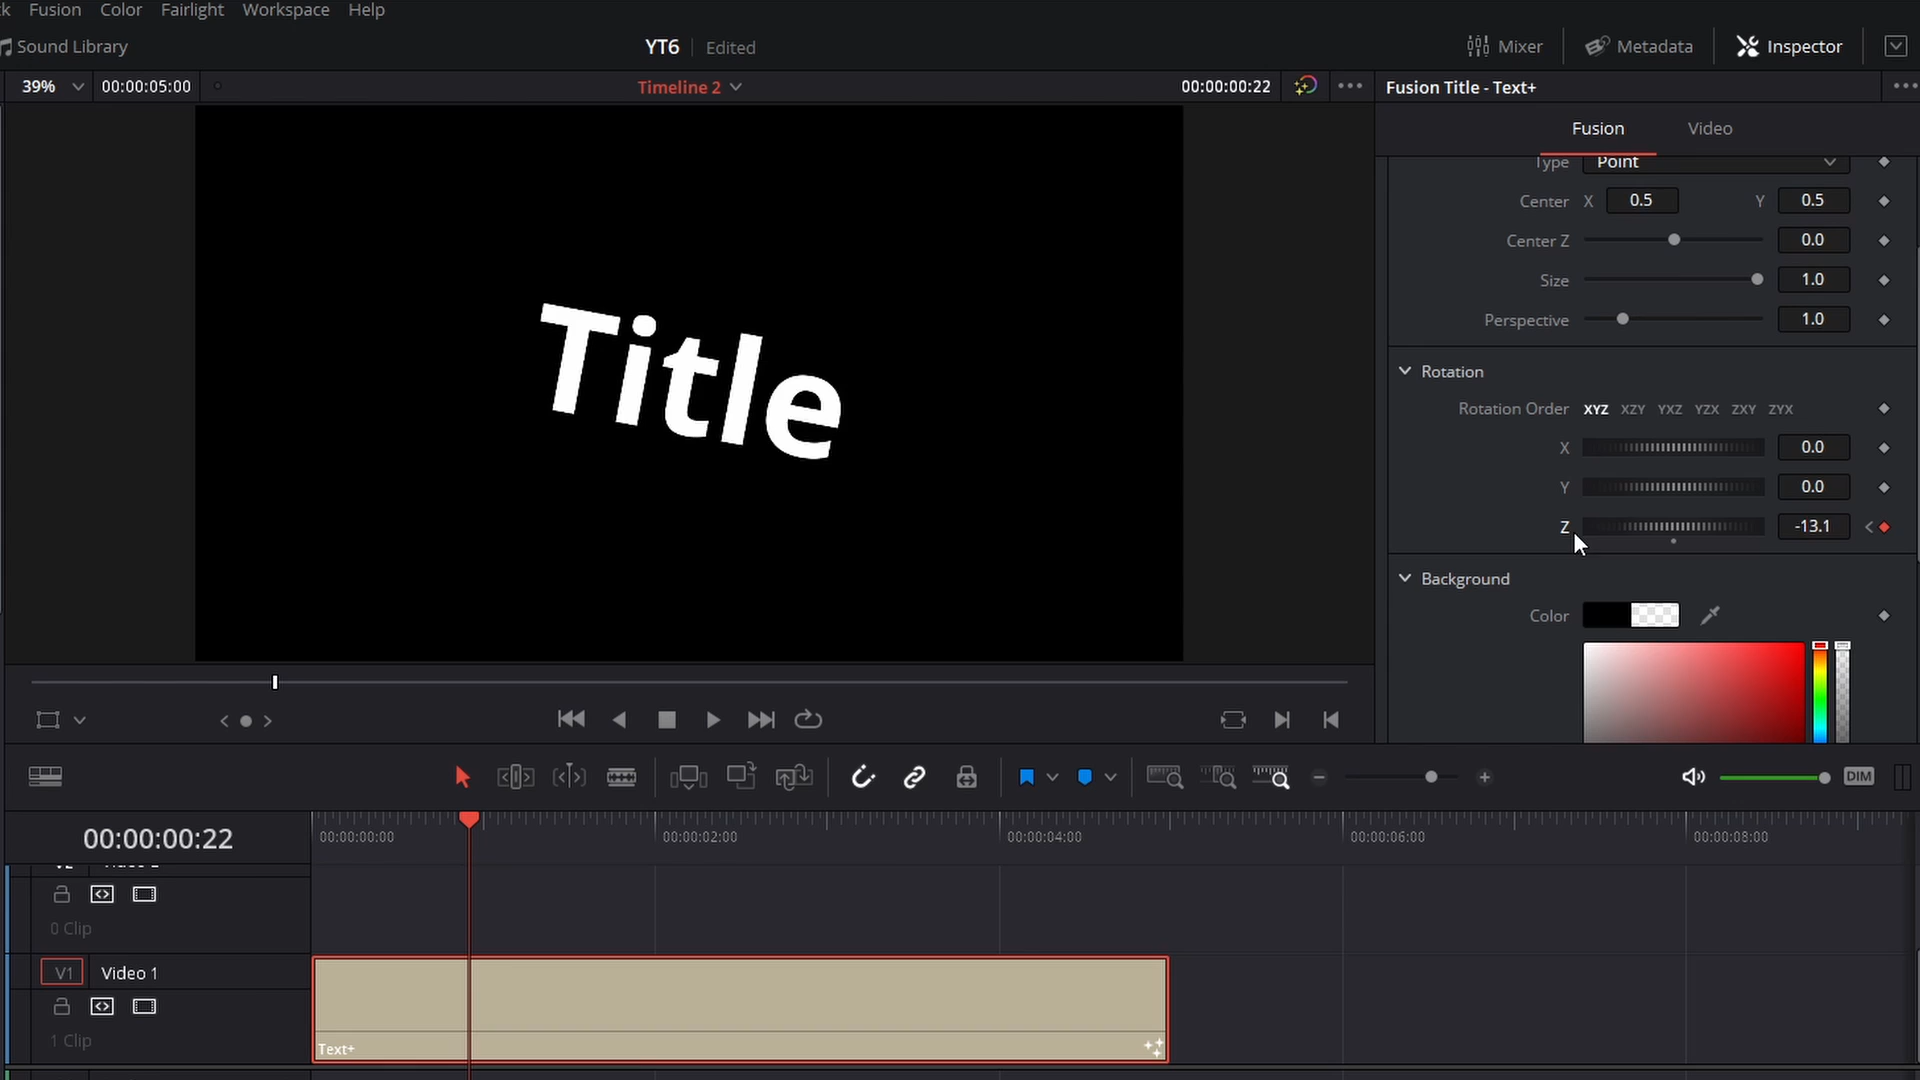 k Fusion Color Fairlight Workspace Help
Sound Library YT6 Edited Mixer Metadata Inspector
39% 00:00:05:00 Timeline 2 00:00:00:22 Fusion Title - Text+
Fusion Video
Type Point
Center X 0.5 Y 0.5
Center Z 0.0
Size 1.0
Perspective 1.0
Title
Rotation
Rotation Order XYZ XZY YXZ YZX ZXY ZYX
X 0.0
Y 0.0
Z -13.1
Background
Color
DIM
00:00:00:22 00:00:00:00 00:00:02:00 00:00:04:00 00:00:06:00 00:00:08:00
0 Clip
V1 Video 1
1 Clip
Text+